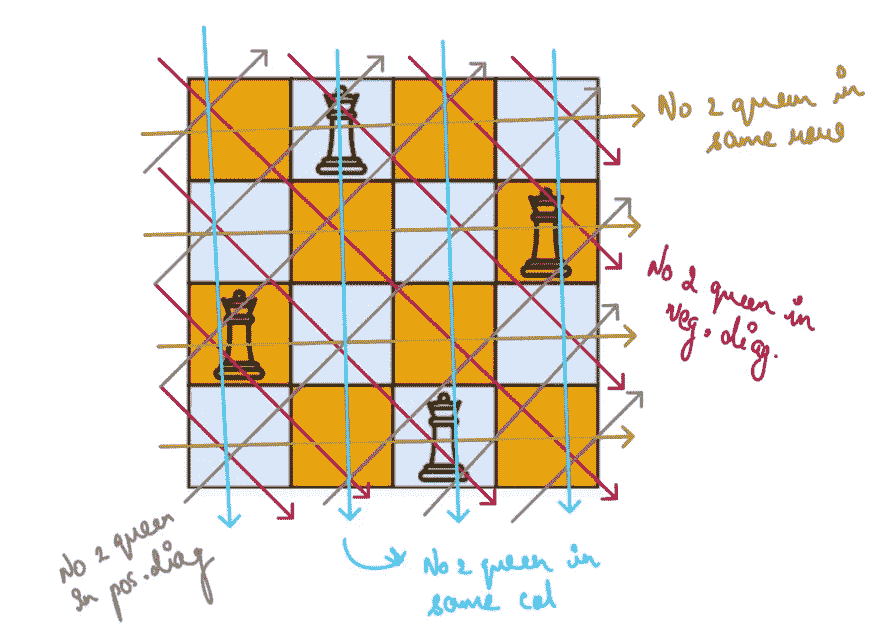 No 2 queen in
same row
No 2 queen in
neg. diag.
No 2 queen
in pos. diag
No 2 queen in
same col